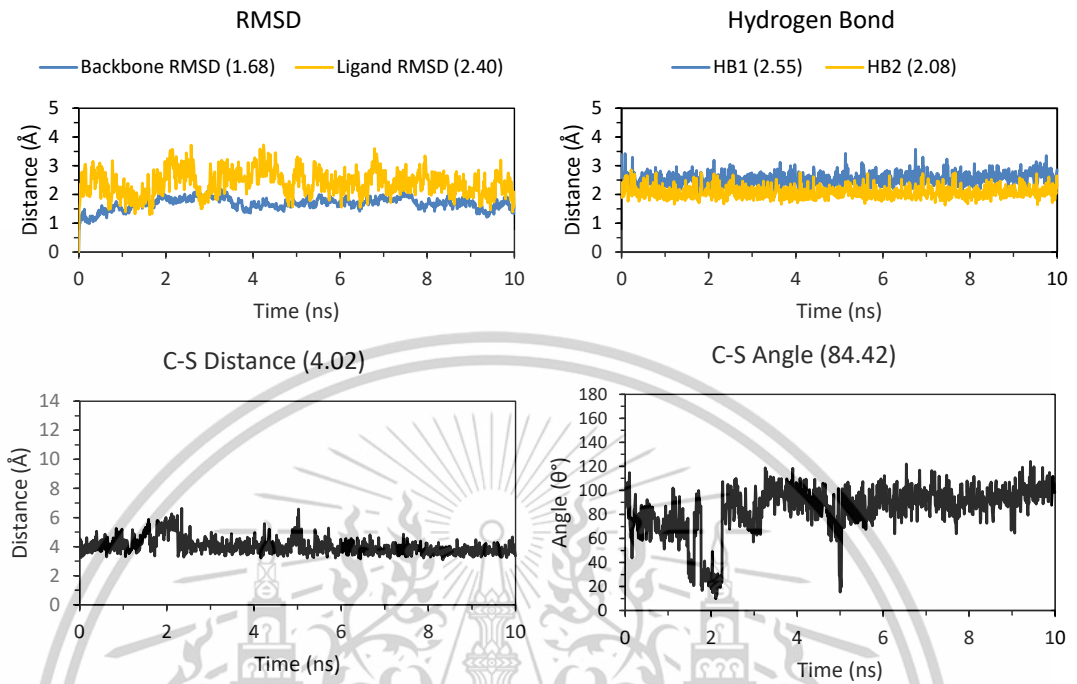 RMSD
Backbone RMSD (1.68) Ligand RMSD (2.40)
Distance (Å)
5
4
3
2
1
0
0 2 4 6 8 10
Time (ns)
Hydrogen Bond
HB1 (2.55) HB2 (2.08)
Distance (Å)
5
4
3
2
1
0
0 2 4 6 8 10
Time (ns)
C-S Distance (4.02)
Distance (Å)
14
12
10
8
6
4
2
0
0 2 4 6 8 10
Time (ns)
C-S Angle (84.42)
Angle (θ°)
180
160
140
120
100
80
60
40
20
0
0 2 4 6 8 10
Time (ns)